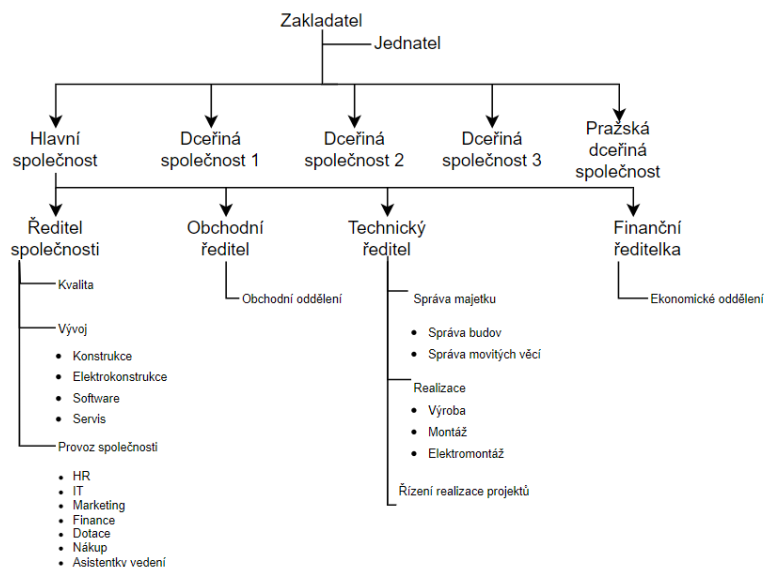 Zakladatel
Jednatel
Hlavní
společnost
Dceřiná
společnost 1
Dceřiná
společnost 2
Dceřiná
společnost 3
Pražská
dceřiná
společnost
Ředitel
společnosti
Obchodní
ředitel
Technický
ředitel
Finanční
ředitelka
Kvalita
Vývoj
• Konstrukce
• Elektrokonstrukce
• Software
• Servis
Provoz společnosti
• HR
• IT
• Marketing
• Finance
• Dotace
• Nákup
• Asistentky vedení
Obchodní oddělení
Správa majetku
• Správa budov
• Správa movitých věcí
Realizace
• Výroba
• Montáž
• Elektromontáž
Řízení realizace projektů
Ekonomické oddělení